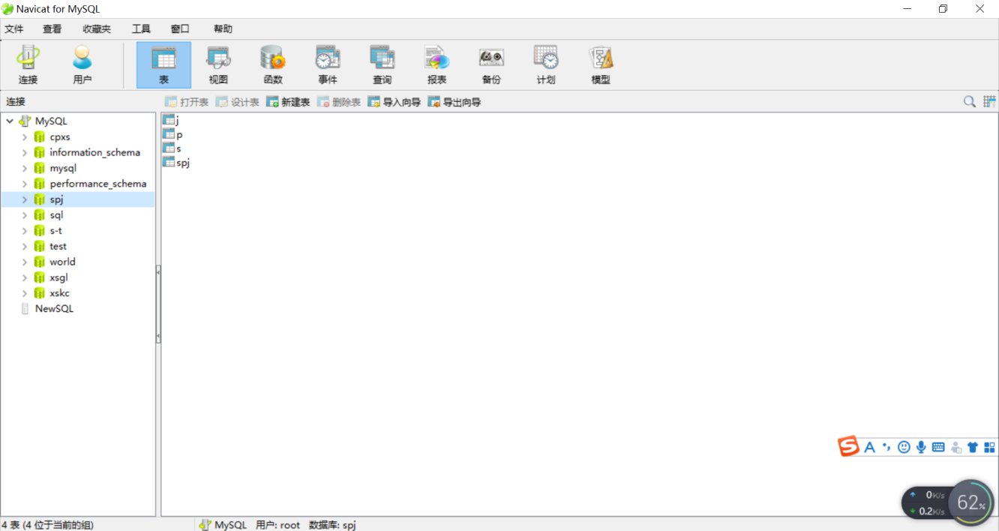 Navicat for MySQL
文件 查看 收藏夹 工具 窗口 帮助
连接 用户 表 视图 函数 事件 查询 报表 备份 计划 模型
连接 打开表 设计表 新建表 删除表 导入向导 导出向导
MySQL
cpxs
information_schema
mysql
performance_schema
spj
sql
s-t
test
world
xsgl
xskc
NewSQL
j
p
s
spj
S A
0K/s
0.2K/s
62%
4 表 (4 位于当前的组) MySQL 用户: root 数据库: spj